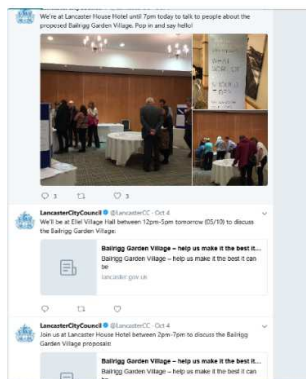 We're at Lancaster House Hotel until 7pm today to talk to people about the
proposed Bailrigg Garden Village. Pop in and say hello!
WHAT
3
3
LancasterCityCouncil @LancasterCC · Oct 4
We'll be at Ellel Village Hall between 12pm-5pm tomorrow (05/10) to discuss
the Bailrigg Garden Village:
Bailrigg Garden Village – help us make it the best it...
Bailrigg Garden Village – help us make it the best it can
be
lancaster.gov.uk
LancasterCityCouncil @LancasterCC · Oct 4
Join us at Lancaster House Hotel between 2pm-7pm to discuss the Bailrigg
Garden Village proposals:
Bailrigg Garden Village – help us make it the best it...
Bailrigg Garden Village – help us make it the best it can
be